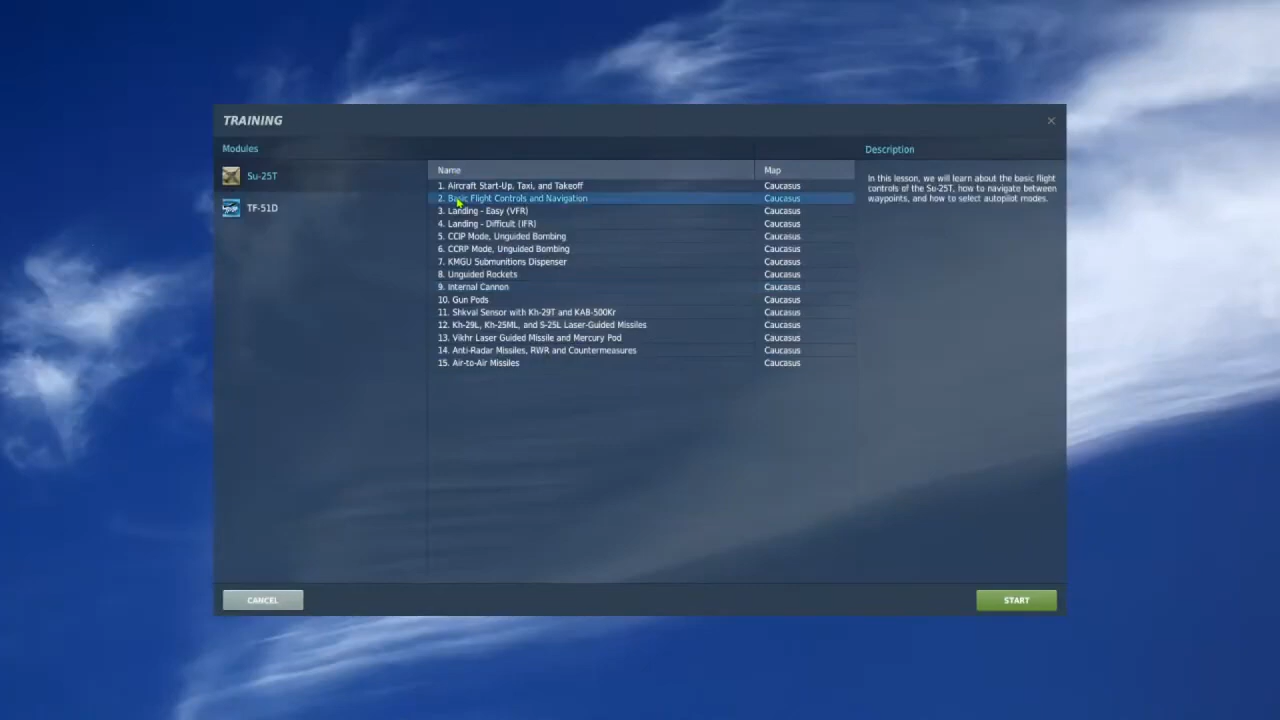 TRAINING
Modules
Description
Su-25T
TF-51D
Name Map
1. Aircraft Start-Up, Taxi, and Takeoff Caucasus
2. Basic Flight Controls and Navigation Caucasus
3. Landing - Easy (VFR) Caucasus
4. Landing - Difficult (IFR) Caucasus
5. CCIP Mode, Unguided Bombing Caucasus
6. CCRP Mode, Unguided Bombing Caucasus
7. KMGU Submunitions Dispenser Caucasus
8. Unguided Rockets Caucasus
9. Internal Cannon Caucasus
10. Gun Pods Caucasus
11. Shkval Sensor with Kh-29T and KAB-500Kr Caucasus
12. Kh-29L, Kh-25ML, and S-25L Laser-Guided Missiles Caucasus
13. Vikhr Laser Guided Missile and Mercury Pod Caucasus
14. Anti-Radar Missiles, RWR and Countermeasures Caucasus
15. Air-to-Air Missiles Caucasus
In this lesson, we will learn about the basic flight
controls of the Su-25T, how to navigate between
waypoints, and how to select autopilot modes.
CANCEL
START